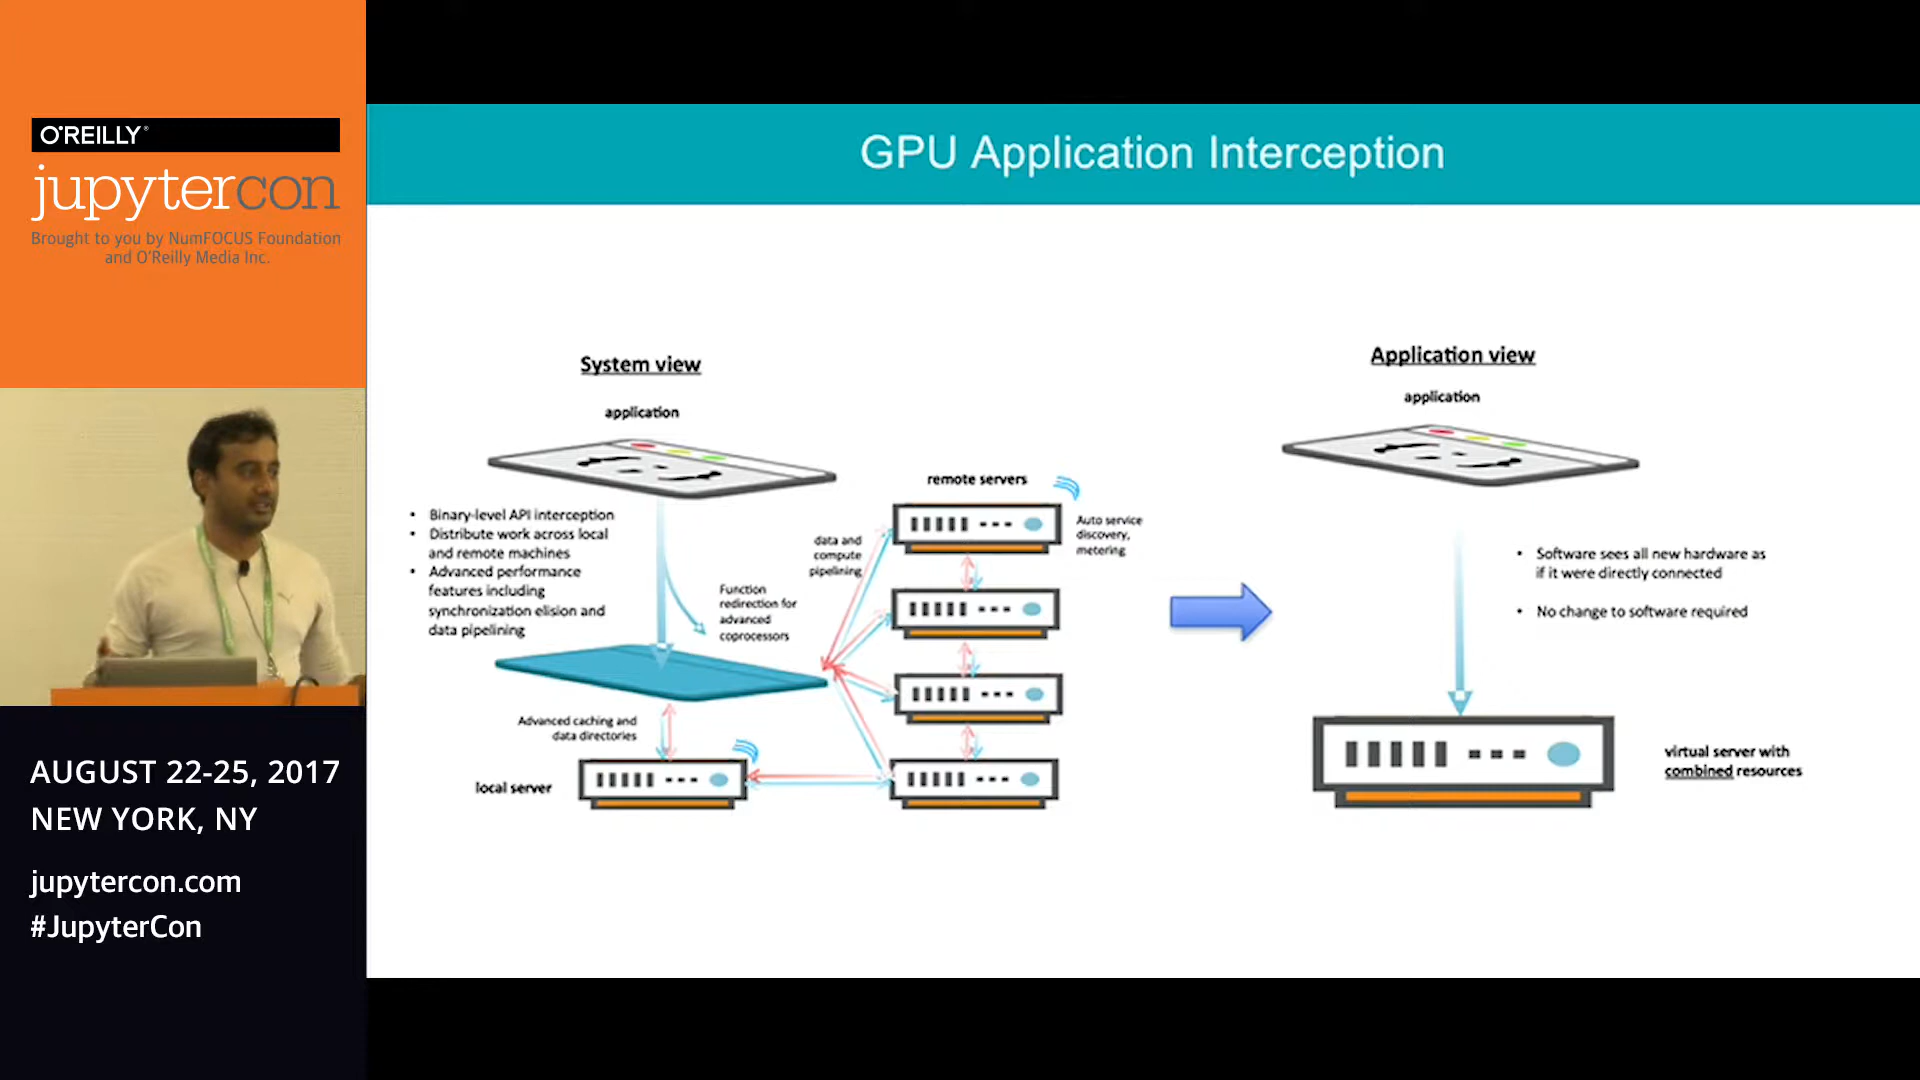 O'REILLY®
jupytercon
Brought to you by NumFOCUS Foundation
and O'Reilly Media Inc.
AUGUST 22-25, 2017
NEW YORK, NY
jupytercon.com
#JupyterCon
GPU Application Interception
System view
application
• Binary-level API interception
• Distribute work across local
and remote machines
• Advanced performance
features including
synchronization elision and
data pipelining
Function
redirection for
advanced
coprocessors
data and
compute
pipelining
remote servers
Auto service
discovery,
metering
Advanced caching and
data directories
local server
Application view
application
• Software sees all new hardware as
if it were directly connected
• No change to software required
virtual server with
combined resources